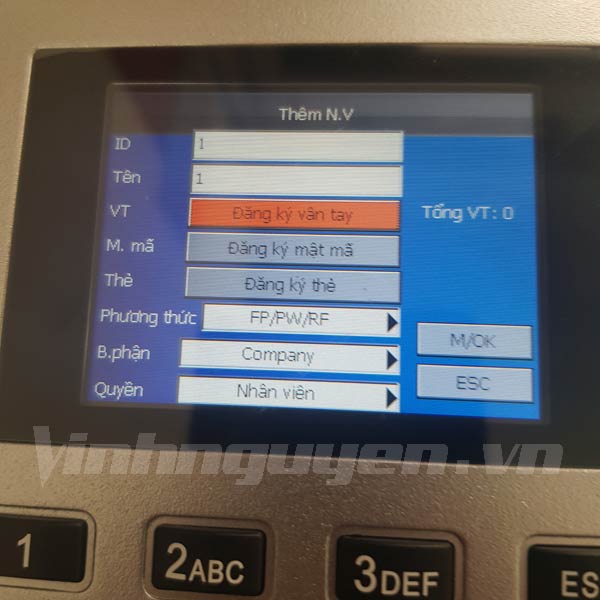 Thêm N.V
ID 1
Tên 1
VT Đăng ký vân tay Tổng VT: 0
M. mã Đăng ký mật mã
Thẻ Đăng ký thẻ
Phương thức FP/PW/RF
M/OK
B.phận Company
ESC
Quyền Nhân viên
Vinhnguyen.vn
1 2ABC 3DEF ES